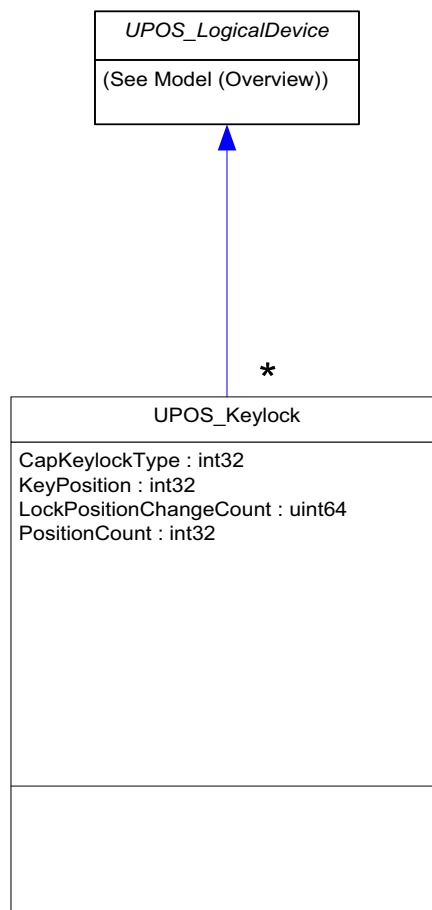 UPOS_LogicalDevice
(See Model (Overview))
*
UPOS_Keylock
CapKeylockType : int32
KeyPosition : int32
LockPositionChangeCount : uint64
PositionCount : int32